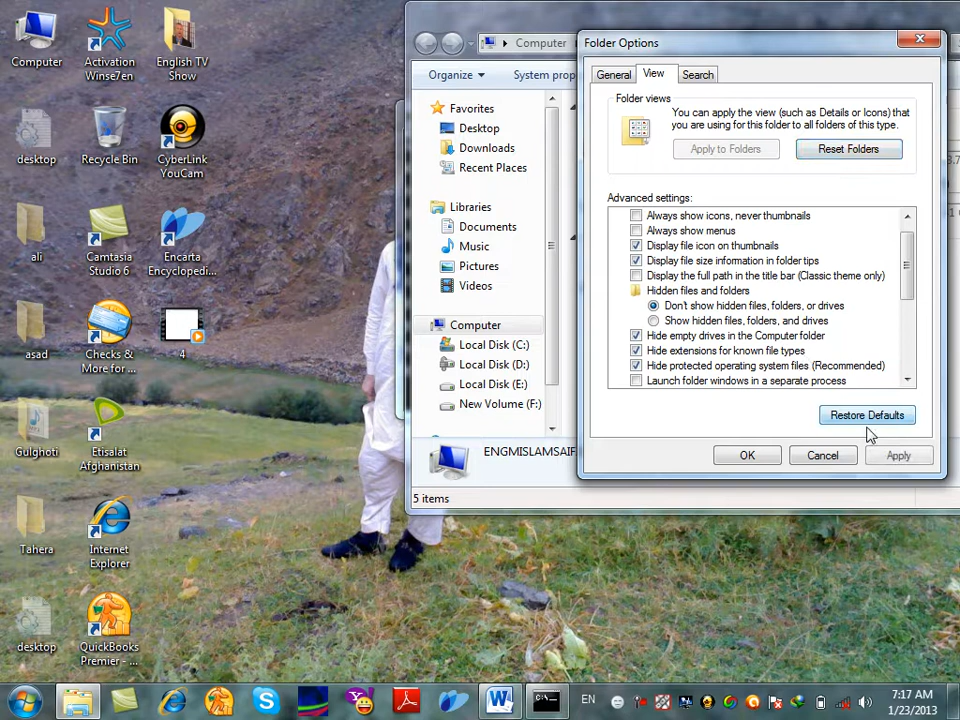 Computer
Activation
Winse7en
English TV
Show
desktop
Recycle Bin
CyberLink
YouCam
ali
Camtasia
Studio 6
Encarta
Encyclopedi...
asad
Checks &
More for ...
4
Gulghoti
Etisalat
Afghanistan
Tahera
Internet
Explorer
desktop
QuickBooks
Premier - ...
Computer
Organize
System prop
Favorites
Desktop
Downloads
Recent Places
Libraries
Documents
Music
Pictures
Videos
Computer
Local Disk (C:)
Local Disk (D:)
Local Disk (E:)
New Volume (F:)
ENGMISLAMSAIF
5 items
Folder Options
General
View
Search
Folder views
You can apply the view (such as Details or Icons) that
you are using for this folder to all folders of this type.
Apply to Folders
Reset Folders
Advanced settings:
Always show icons, never thumbnails
Always show menus
Display file icon on thumbnails
Display file size information in folder tips
Display the full path in the title bar (Classic theme only)
Hidden files and folders
Don't show hidden files, folders, or drives
Show hidden files, folders, and drives
Hide empty drives in the Computer folder
Hide extensions for known file types
Hide protected operating system files (Recommended)
Launch folder windows in a separate process
Restore Defaults
OK
Cancel
Apply
EN
7:17 AM
1/23/2013